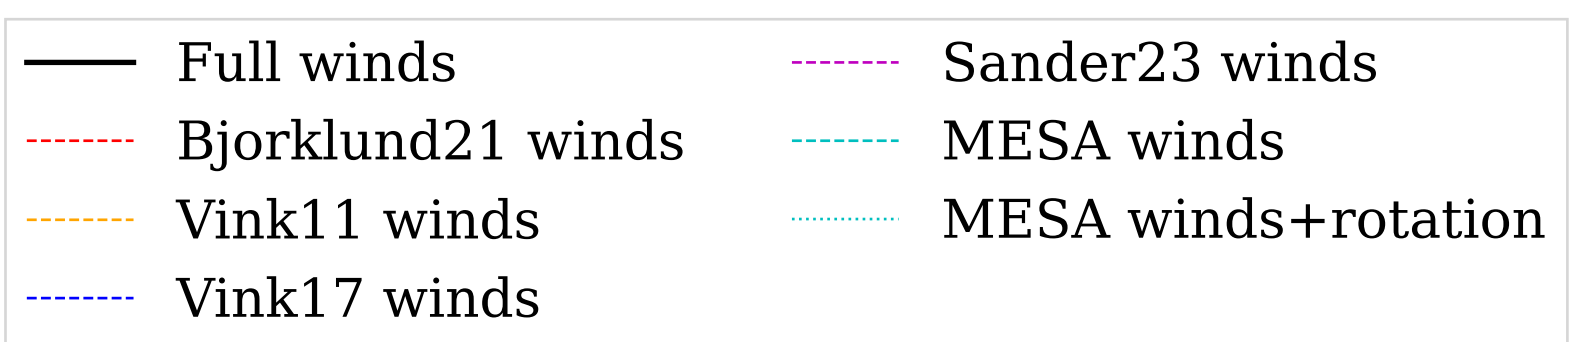 Full winds
Bjorklund21 winds
Vink11 winds
Vink17 winds
Sander23 winds
MESA winds
MESA winds+rotation